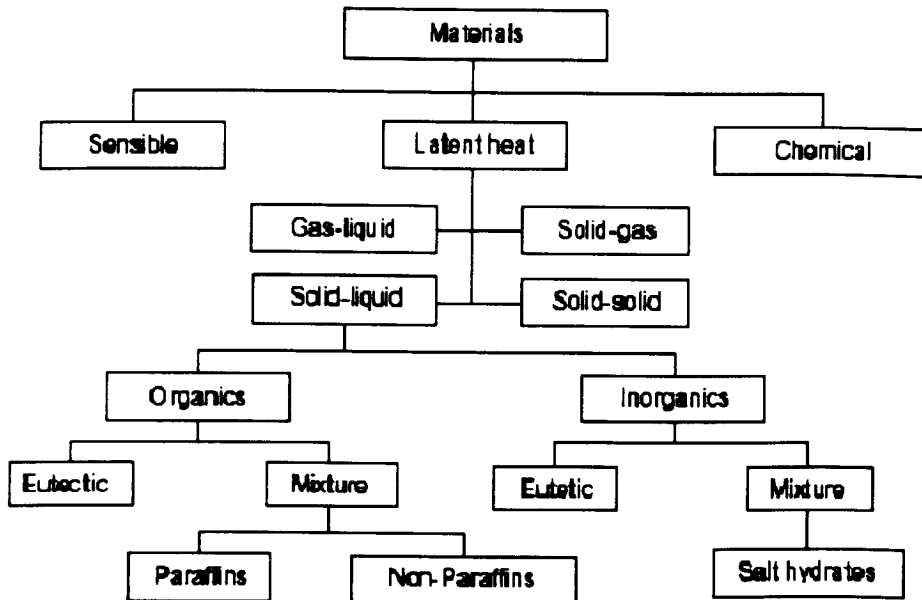 Materials
Sensible
Latent heat
Chemical
Gas-liquid
Solid-gas
Solid-liquid
Solid-solid
Organics
Inorganics
Eutectic
Mixture
Eutetic
Mixture
Paraffins
Non-Paraffins
Salt hydrates